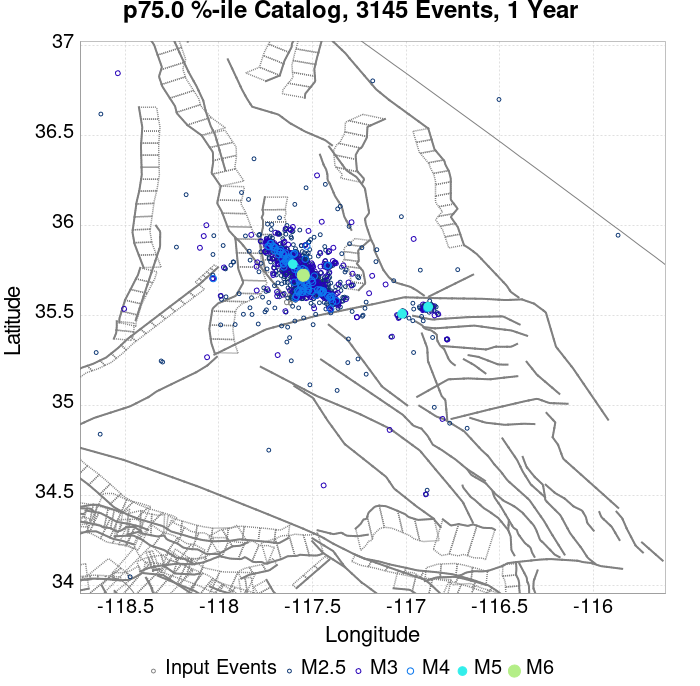 p75.0 %-ile Catalog, 3145 Events, 1 Year
37
36.5
36
35.5
35
34.5
34
Latitude
-118.5 -118 -117.5 -117 -116.5 -116
Longitude
Input Events M2.5 M3 M4 M5 M6